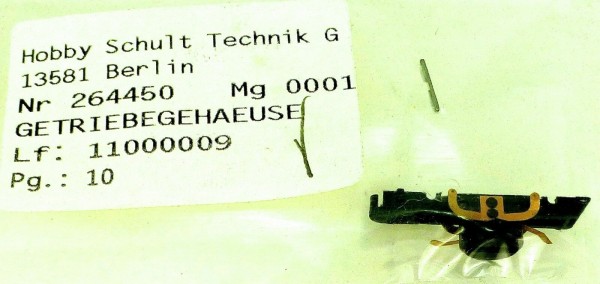 Hobby Schult Technik G
13581 Berlin
Nr 264450 Mg 0001
GETRIEBEGEHAEUSE
Lf: 11000009
Pg.: 10